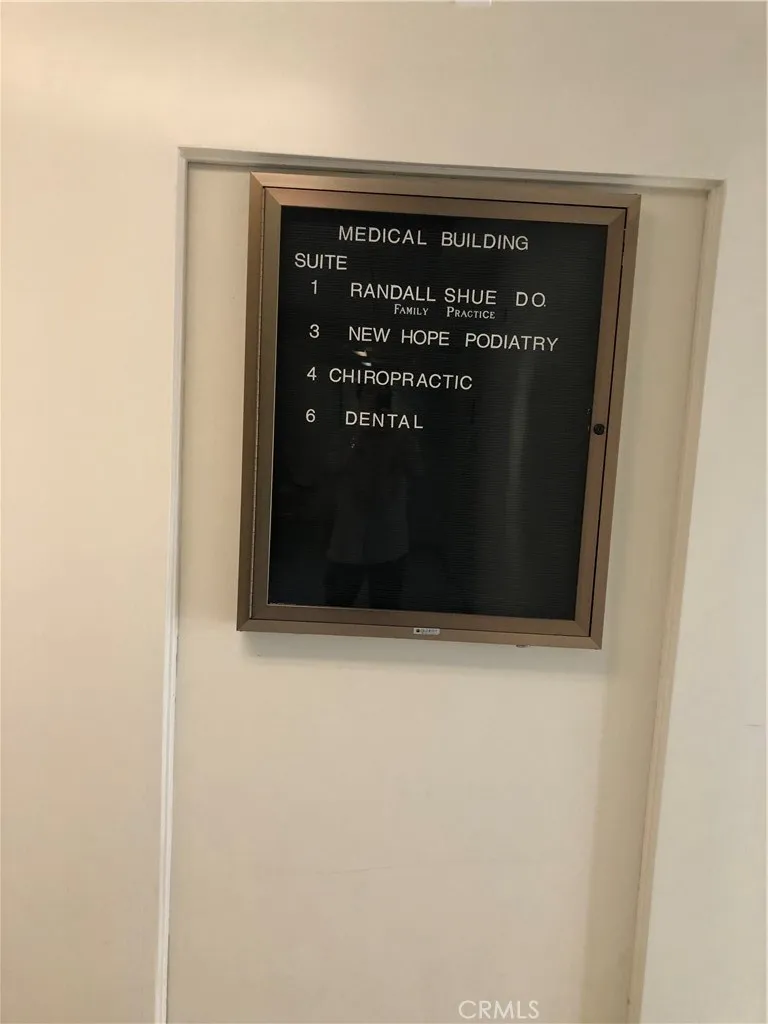 MEDICAL BUILDING
SUITE
1 RANDALL SHUE D O.
FAMILY PRACTICE
3 NEW HOPE PODIATRY
4 CHIROPRACTIC
6 DENTAL
CRMLS